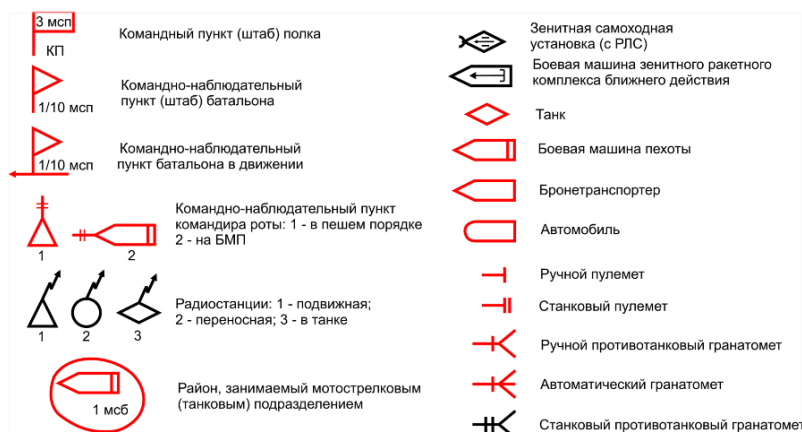 3 мсп
КП
Командный пункт (штаб) полка
1/10 мсп
Командно-наблюдательный
пункт (штаб) батальона
1/10 мсп
Командно-наблюдательный
пункт батальона в движении
1
2
Командно-наблюдательный пункт
командира роты: 1 - в пешем порядке
2 - на БМП
1
2
3
Радиостанции: 1 - подвижная;
2 - переносная; 3 - в танке
1 мсб
Район, занимаемый мотострелковым
(танковым) подразделением
Зенитная самоходная
установка (с РЛС)
Боевая машина зенитного ракетного
комплекса ближнего действия
Танк
Боевая машина пехоты
Бронетранспортер
Автомобиль
Ручной пулемет
Станковый пулемет
Ручной противотанковый гранатомет
Автоматический гранатомет
Станковый противотанковый гранатомет